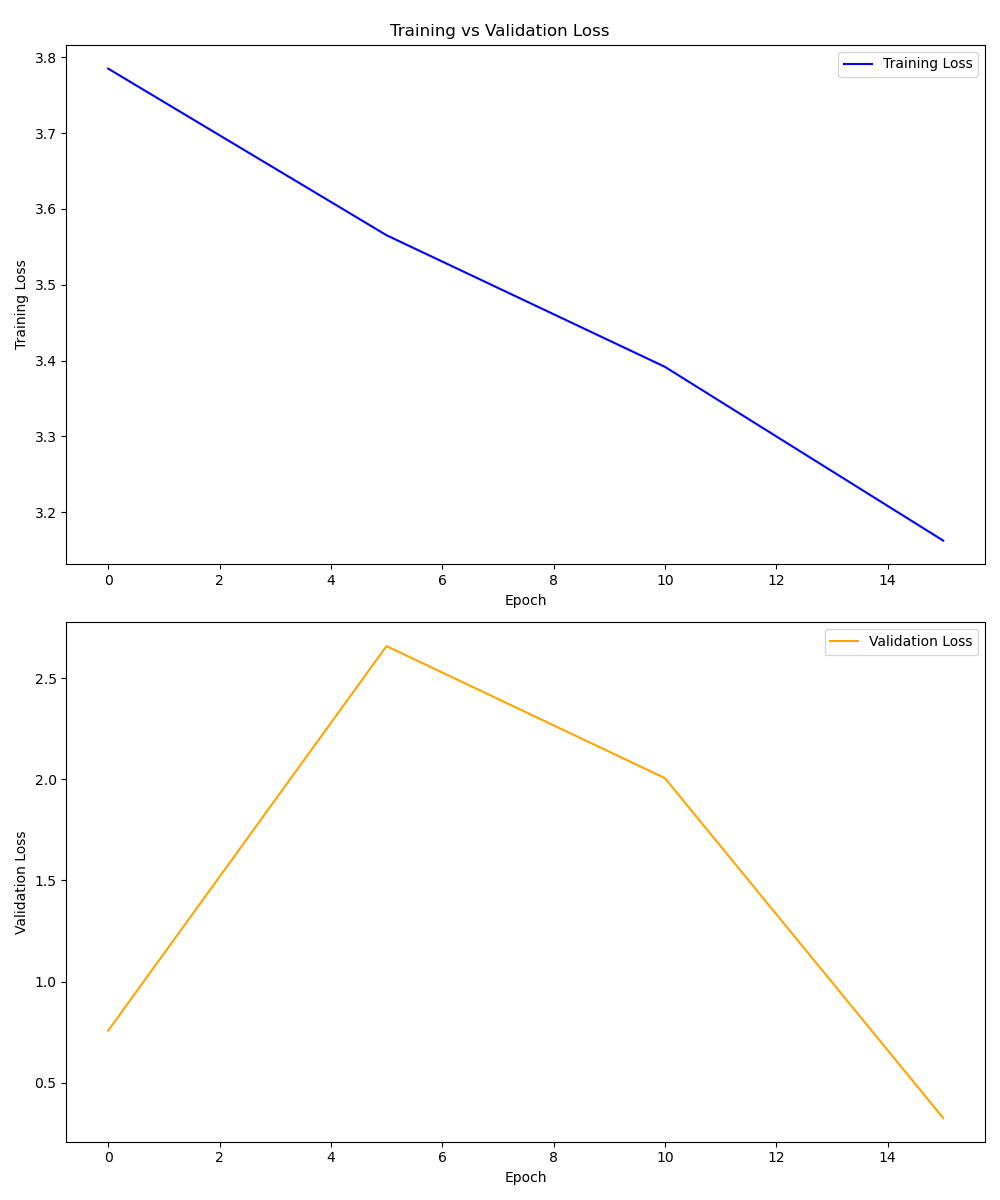 Training vs Validation Loss
Training Loss
3.8
3.7
3.6
3.5
3.4
3.3
3.2
Training Loss
0 2 4 6 8 10 12 14
Epoch
Validation Loss
2.5
2.0
1.5
1.0
0.5
Validation Loss
0 2 4 6 8 10 12 14
Epoch